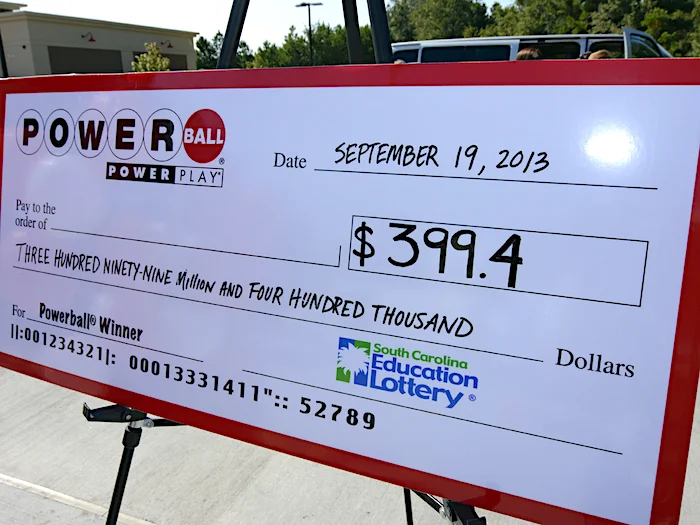 POWERBALL®
POWER PLAY®
Date SEPTEMBER 19, 2013
Pay to the
order of
$399.4
THREE HUNDRED NINETY-NINE Million AND FOUR HUNDRED THOUSAND
Dollars
For Powerball® Winner
South Carolina
Education
Lottery®
||:001234321|: 00013331411":: 52789